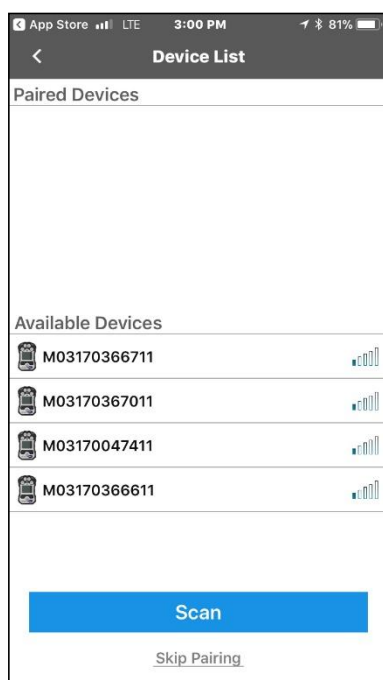 App Store LTE 3:00 PM 81%
Device List
Paired Devices
Available Devices
M03170366711
M03170367011
M03170047411
M03170366611
Scan
Skip Pairing